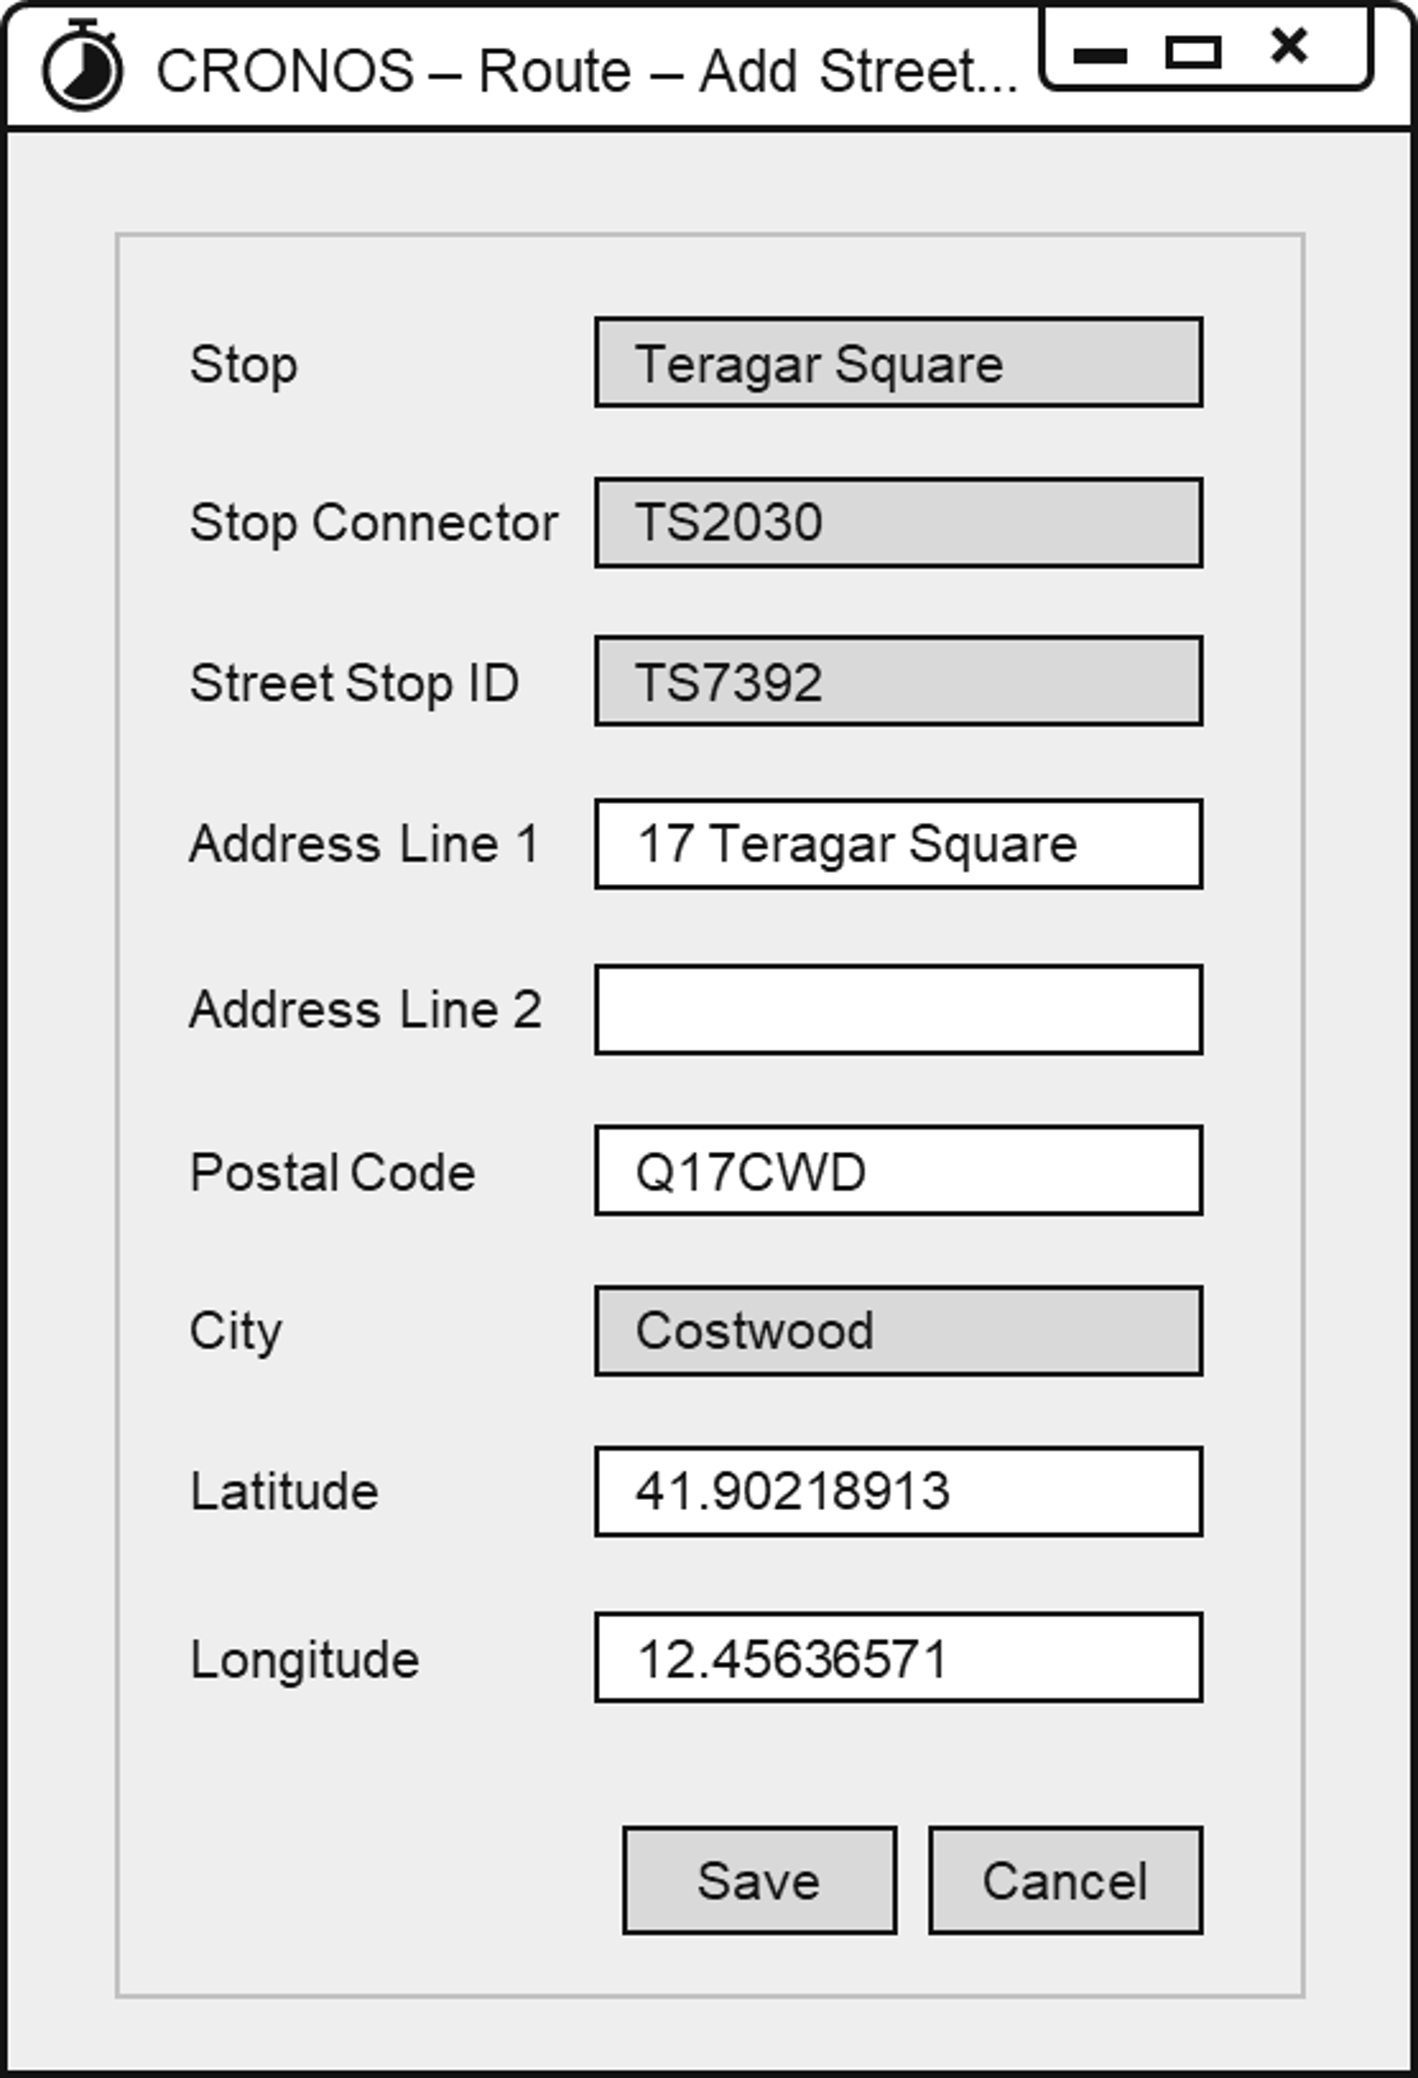 CRONOS – Route – Add Street...
Stop Teragar Square
Stop Connector TS2030
Street Stop ID TS7392
Address Line 1 17 Teragar Square
Address Line 2
Postal Code Q17CWD
City Costwood
Latitude 41.90218913
Longitude 12.45636571
Save Cancel